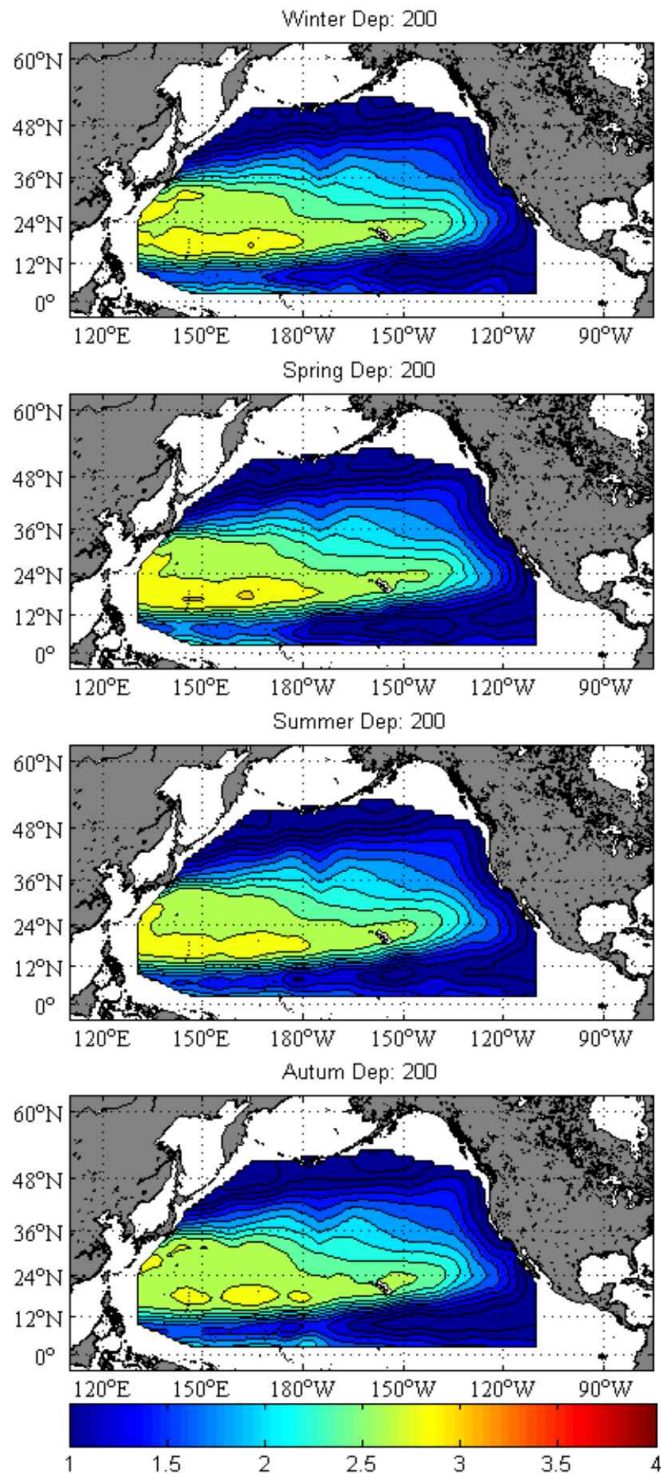 Winter Dep: 200
60°N
48°N
36°N
24°N
12°N
0°
120°E 150°E 180°W 150°W 120°W 90°W
Spring Dep: 200
60°N
48°N
36°N
24°N
12°N
0°
120°E 150°E 180°W 150°W 120°W 90°W
Summer Dep: 200
60°N
48°N
36°N
24°N
12°N
0°
120°E 150°E 180°W 150°W 120°W 90°W
Autum Dep: 200
60°N
48°N
36°N
24°N
12°N
0°
120°E 150°E 180°W 150°W 120°W 90°W
1 1.5 2 2.5 3 3.5 4